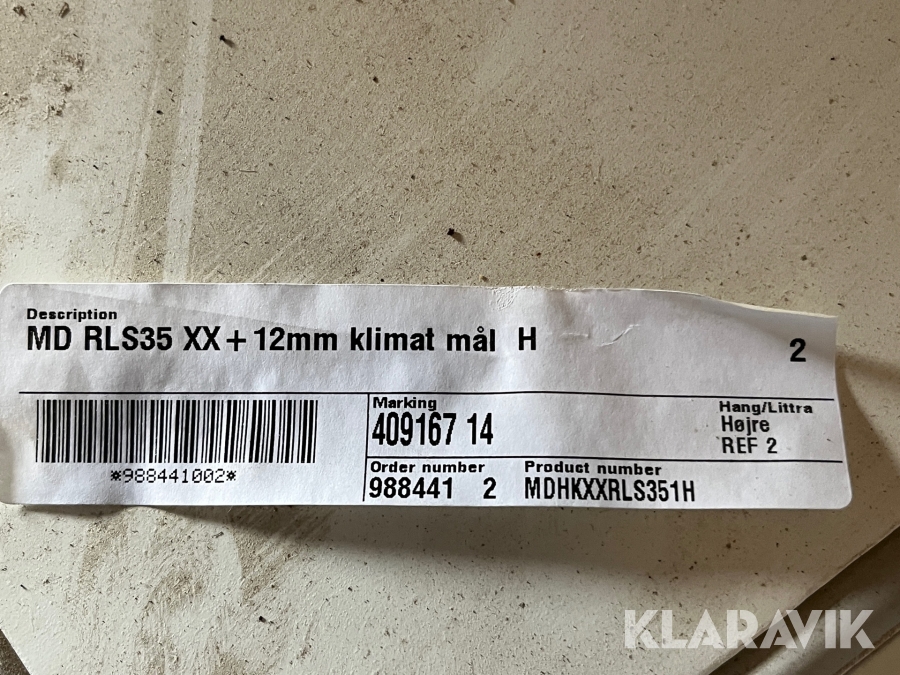 Description
MD RLS35 XX + 12mm klimat mål H
2
*988441002*
Marking
409167 14
Hang/Littra
Højre
REF 2
Order number
988441 2
Product number
MDHKXXRLS351H
KLARAVIK